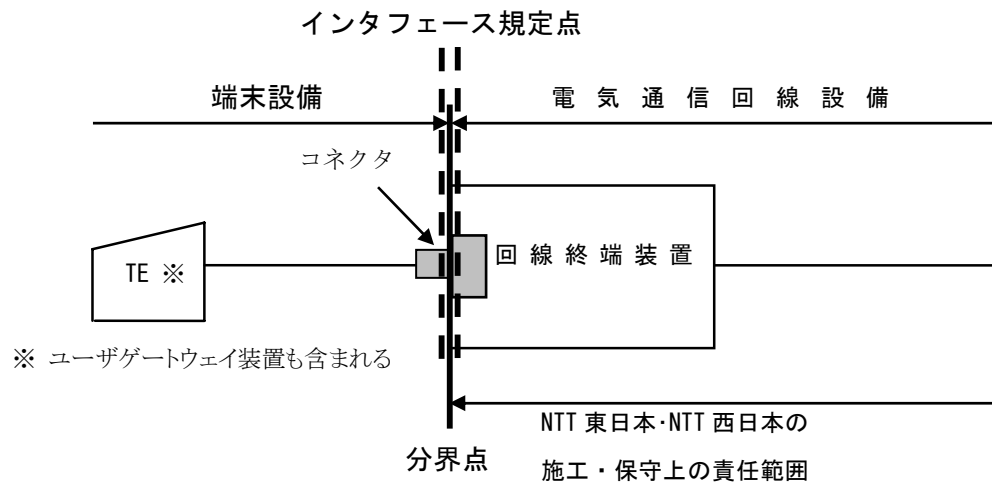 インタフェース規定点
端末設備
電気通信回線設備
コネクタ
回線終端装置
TE ※
※ ユーザゲートウェイ装置も含まれる
NTT 東日本･NTT 西日本の
施工・保守上の責任範囲
分界点